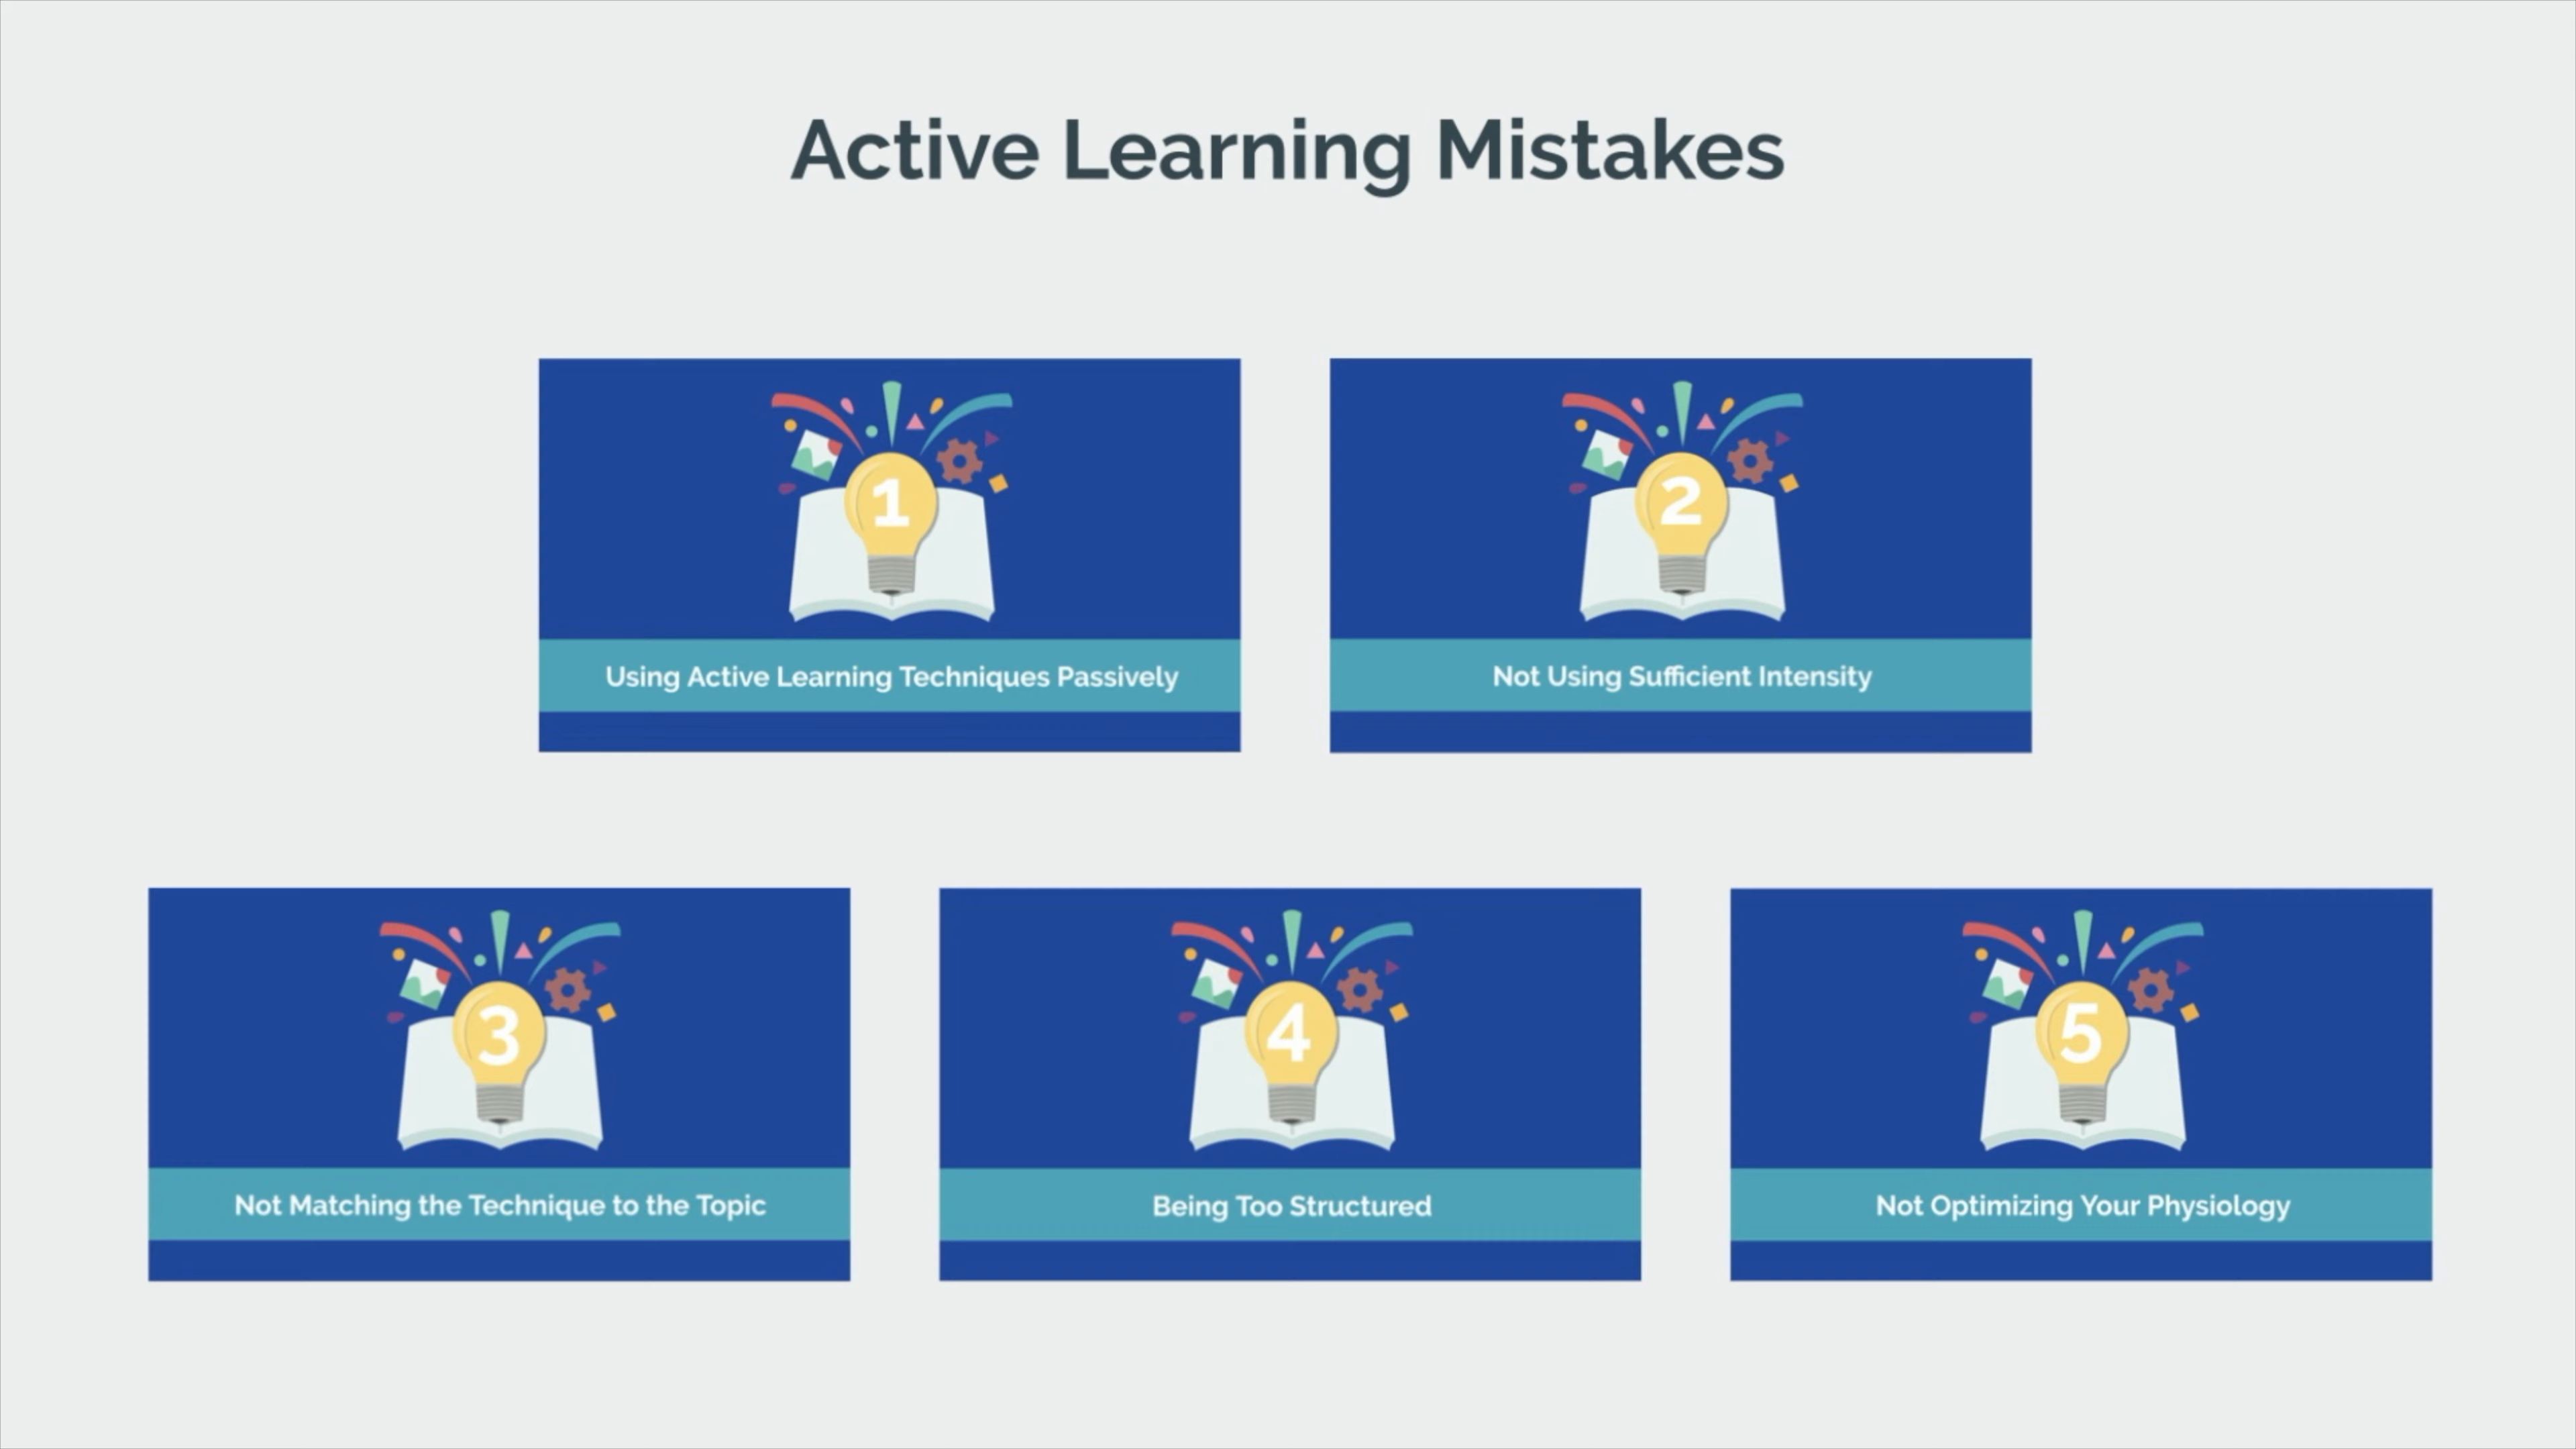 Active Learning Mistakes
1
Using Active Learning Techniques Passively
2
Not Using Sufficient Intensity
3
Not Matching the Technique to the Topic
4
Being Too Structured
5
Not Optimizing Your Physiology